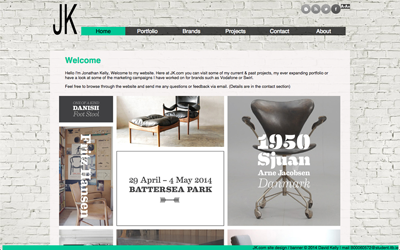 JK
Home Portfolio Brands Projects Contact About
Welcome
Hello I'm Jonathan Kelly, Welcome to my website. Here at JK.com you can visit some of my current & past projects, my ever expanding portfolio or
have a look at some of the marketing campaigns I have worked on for brands such as Vodafone or Swirl.
Feel free to browse through the website and send me any questions or feedback via email. (Details are in the contact section)
DANISH
Foot Steel
Fritz Hansen
29 April – 4 May 2014
BATTERSEA PARK
1950
Sjuan
Arne Jacobsen
Danmark
JK.com site design / banner © 2014 David Kelly / mail